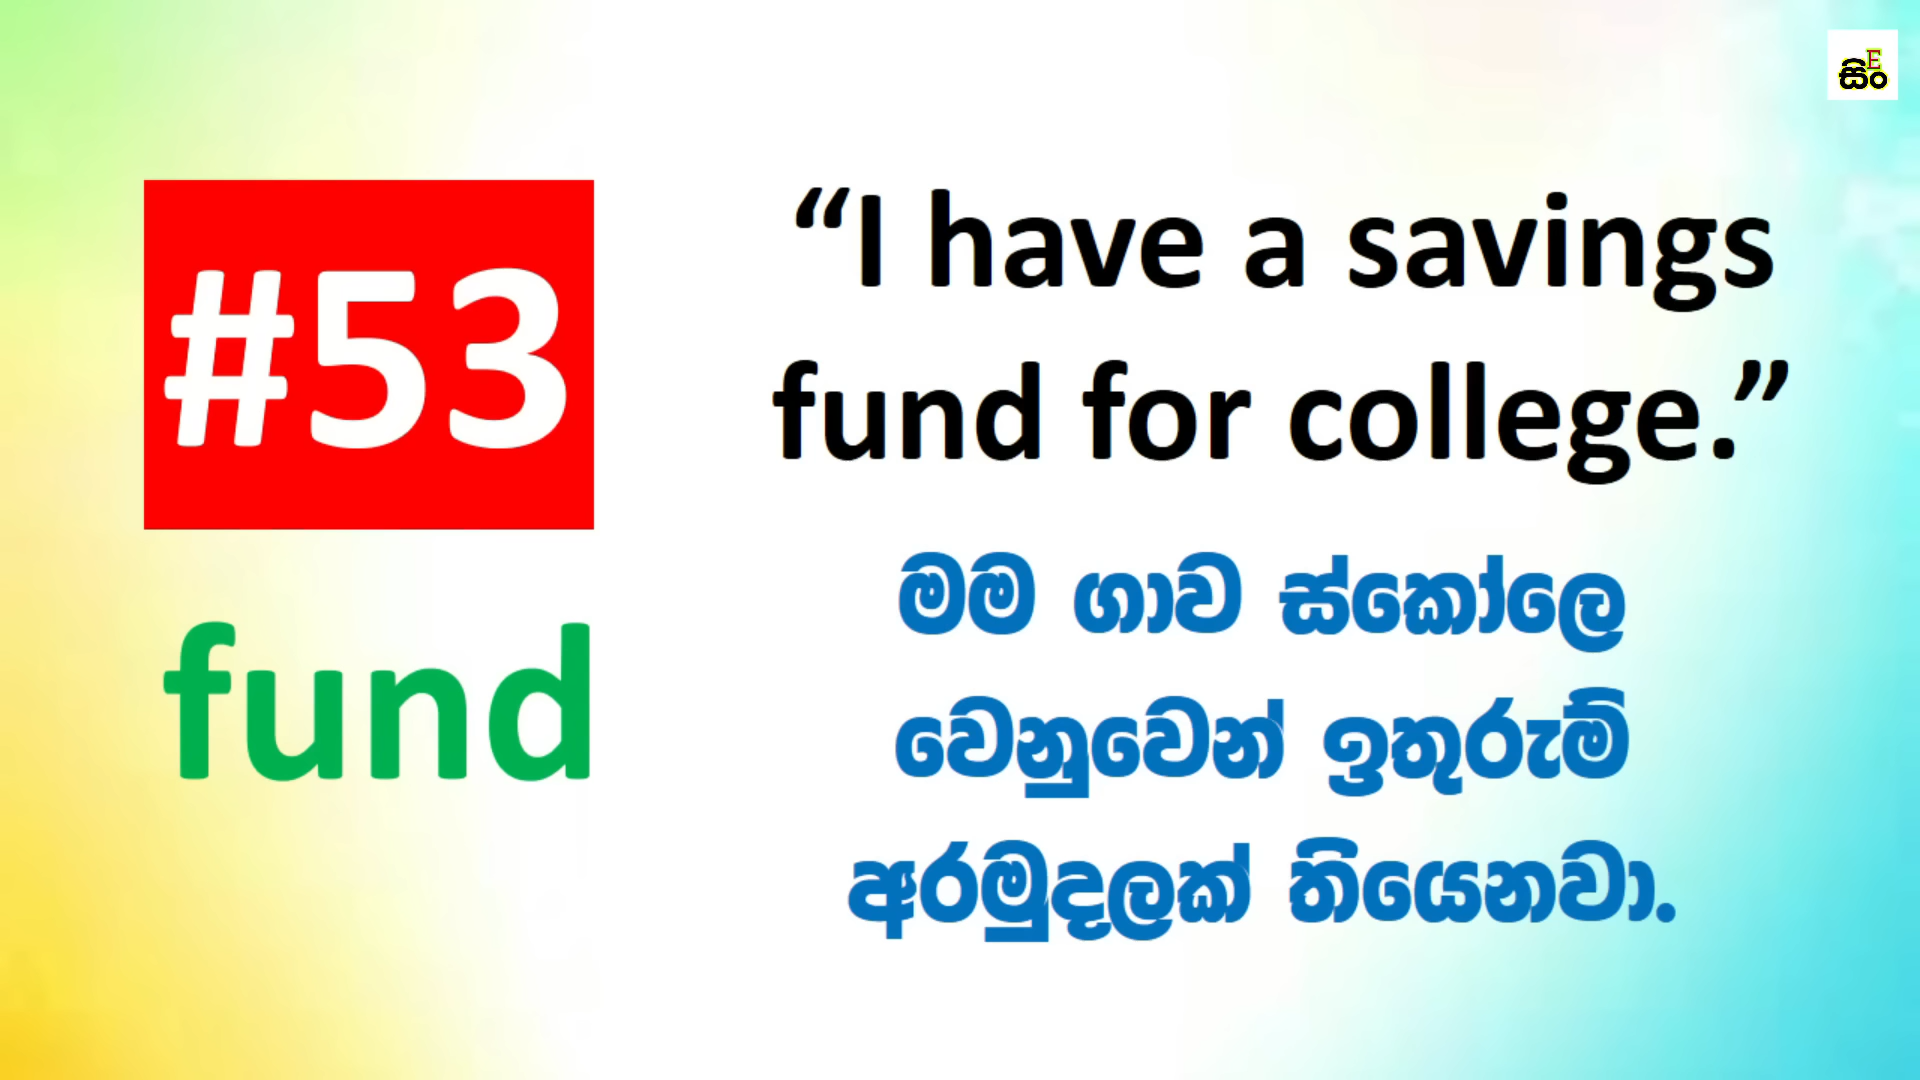 සිංE
#53
fund
“I have a savings
fund for college.”
මම ගාව ස්කෝලෙ
වෙනුවෙන් ඉතුරුම්
අරමුදලක් තියෙනවා.